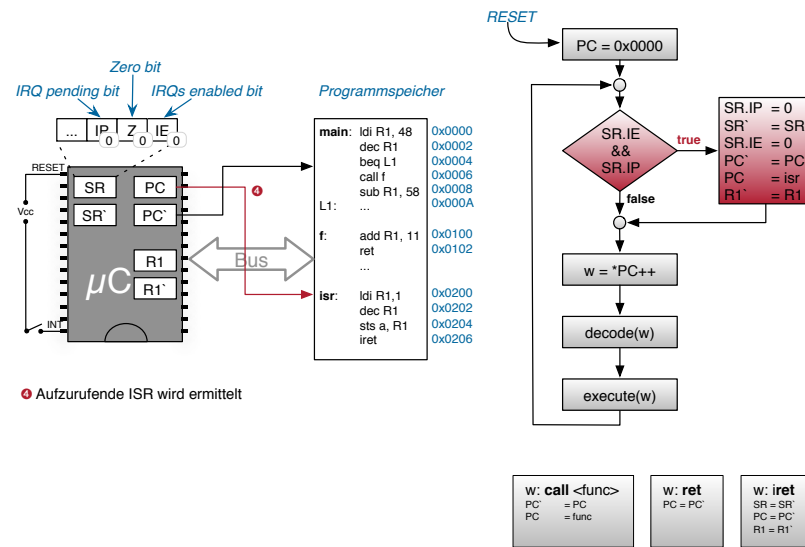 RESET
PC = 0x0000
Zero bit
IRQ pending bit
IRQs enabled bit
Programmspeicher
... IP Z IE
0 0 0
main: ldi R1, 48 0x0000
dec R1 0x0002
beq L1 0x0004
call f 0x0006
sub R1, 58 0x0008
L1: ... 0x000A
f: add R1, 11 0x0100
ret 0x0102
...
isr: ldi R1,1 0x0200
dec R1 0x0202
sts a, R1 0x0204
iret 0x0206
RESET
Vcc
INT
SR PC
SR` PC`
R1
R1`
µC
Bus
4
4 Aufzurufende ISR wird ermittelt
SR.IE
&&
SR.IP
true
false
SR.IP = 0
SR` = SR
SR.IE = 0
PC` = PC
PC = isr
R1` = R1
w = *PC++
decode(w)
execute(w)
w: call <func>
PC` = PC
PC = func
w: ret
PC = PC`
w: iret
SR = SR`
PC = PC`
R1 = R1`